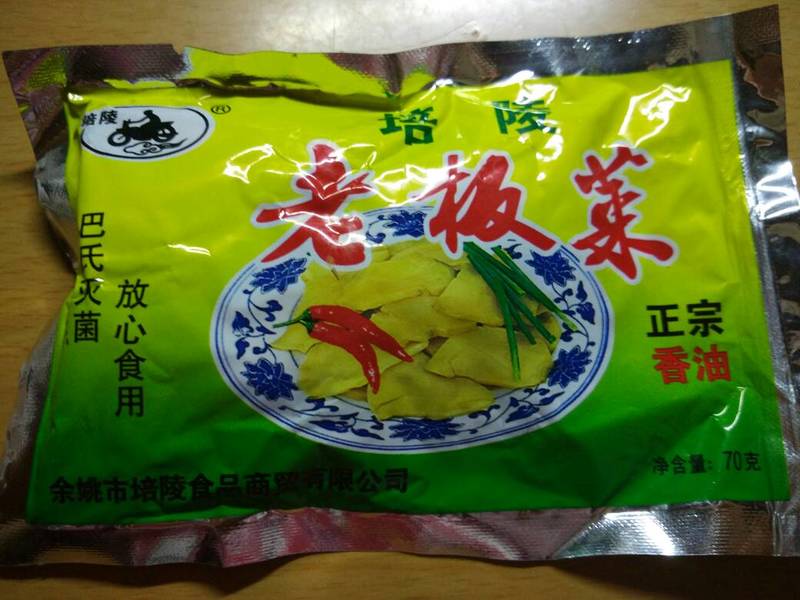 培陵
®
培陵
老板菜
巴氏灭菌
放心食用
正宗
香油
净含量: 70克
余姚市培陵食品商贸有限公司